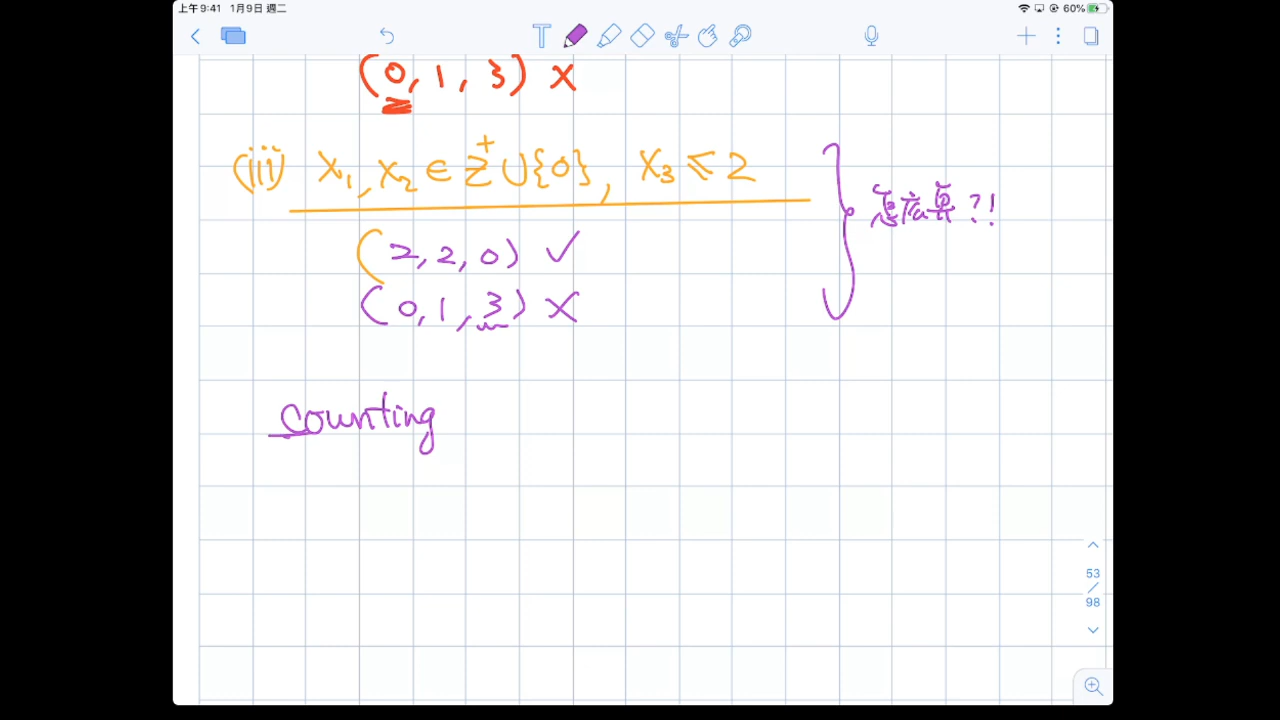 上午9:41 1月9日 週二
60%
(0, 1, 3) X
(iii) X₁, X₂ ∈ Z⁺ ∪ {0}, X₃ ≤ 2
(2, 2, 0) ✓
(0, 1, 3) X
怎麼算?!
counting
53
98